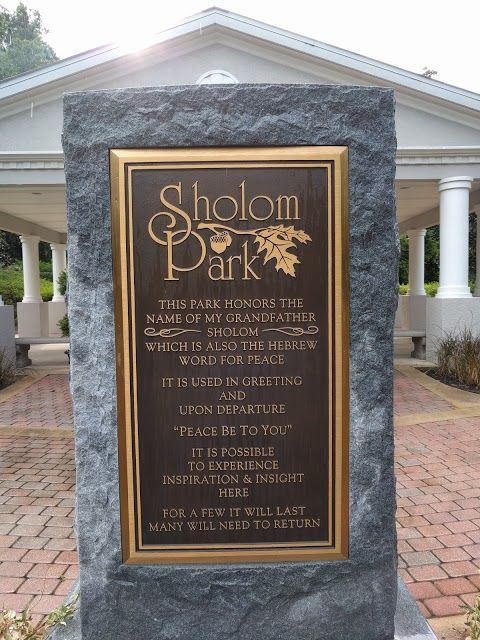 Sholom
Park
THIS PARK HONORS THE
NAME OF MY GRANDFATHER
SHOLOM
WHICH IS ALSO THE HEBREW
WORD FOR PEACE
IT IS USED IN GREETING
AND
UPON DEPARTURE
"PEACE BE TO YOU"
IT IS POSSIBLE
TO EXPERIENCE
INSPIRATION & INSIGHT
HERE
FOR A FEW IT WILL LAST
MANY WILL NEED TO RETURN